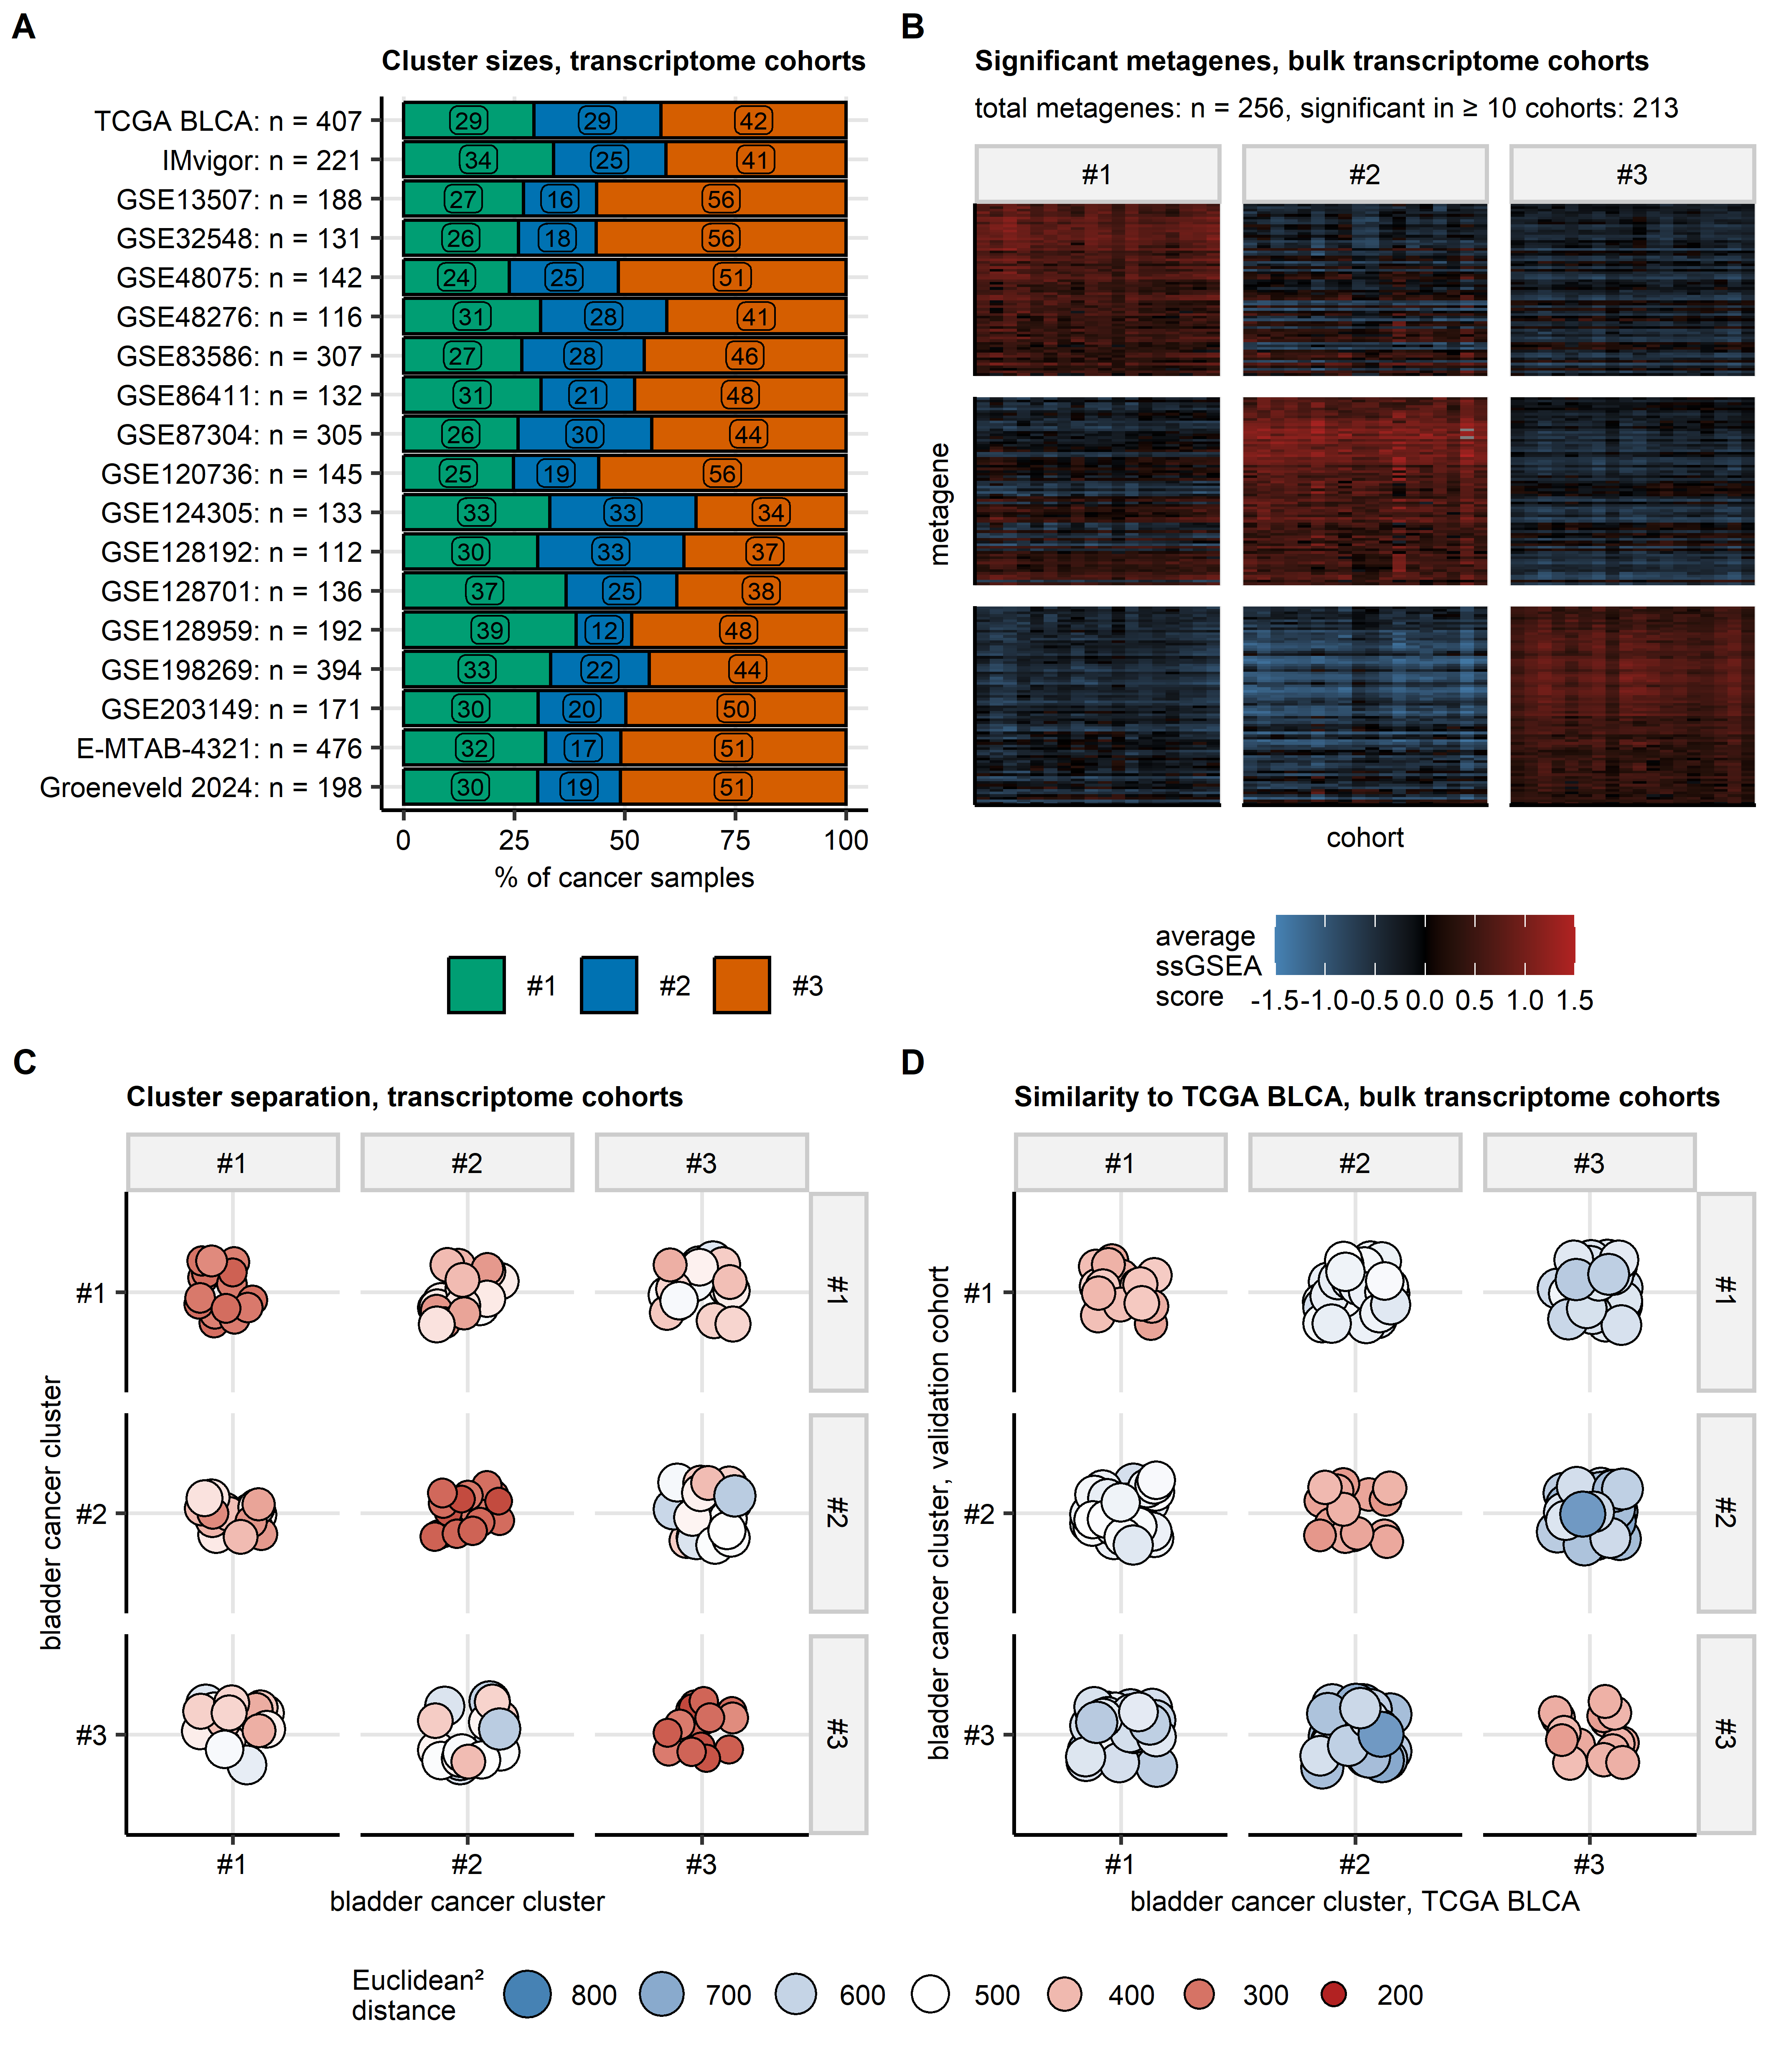 A
Cluster sizes, transcriptome cohorts
TCGA BLCA: n = 407 29 29 42
IMvigor: n = 221 34 25 41
GSE13507: n = 188 27 16 56
GSE32548: n = 131 26 18 56
GSE48075: n = 142 24 25 51
GSE48276: n = 116 31 28 41
GSE83586: n = 307 27 28 46
GSE86411: n = 132 31 21 48
GSE87304: n = 305 26 30 44
GSE120736: n = 145 25 19 56
GSE124305: n = 133 33 33 34
GSE128192: n = 112 30 33 37
GSE128701: n = 136 37 25 38
GSE128959: n = 192 39 12 48
GSE198269: n = 394 33 22 44
GSE203149: n = 171 30 20 50
E-MTAB-4321: n = 476 32 17 51
Groeneveld 2024: n = 198 30 19 51
0 25 50 75 100
% of cancer samples
#1 #2 #3
B
Significant metagenes, bulk transcriptome cohorts
total metagenes: n = 256, significant in ≥ 10 cohorts: 213
#1 #2 #3
metagene
cohort
average
ssGSEA
score
-1.5 -1.0 -0.5 0.0 0.5 1.0 1.5
C
Cluster separation, transcriptome cohorts
#1 #2 #3
#1 #1
#2 #2
#3 #3
bladder cancer cluster
#1 #2 #3
bladder cancer cluster
D
Similarity to TCGA BLCA, bulk transcriptome cohorts
#1 #2 #3
#1 #1
#2 #2
#3 #3
bladder cancer cluster, validation cohort
#1 #2 #3
bladder cancer cluster, TCGA BLCA
Euclidean²
distance
800 700 600 500 400 300 200